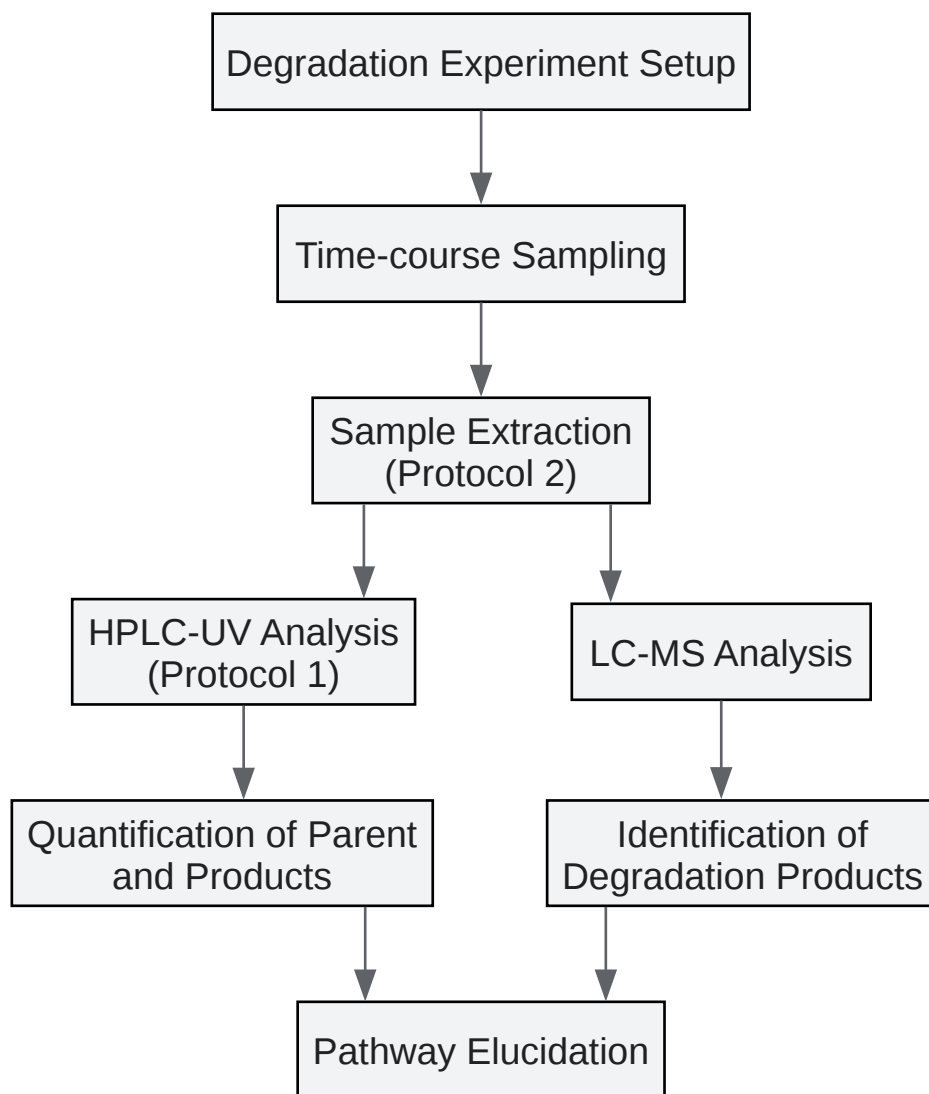 Degradation Experiment Setup
Time-course Sampling
Sample Extraction
(Protocol 2)
HPLC-UV Analysis
(Protocol 1)
LC-MS Analysis
Quantification of Parent
and Products
Identification of
Degradation Products
Pathway Elucidation